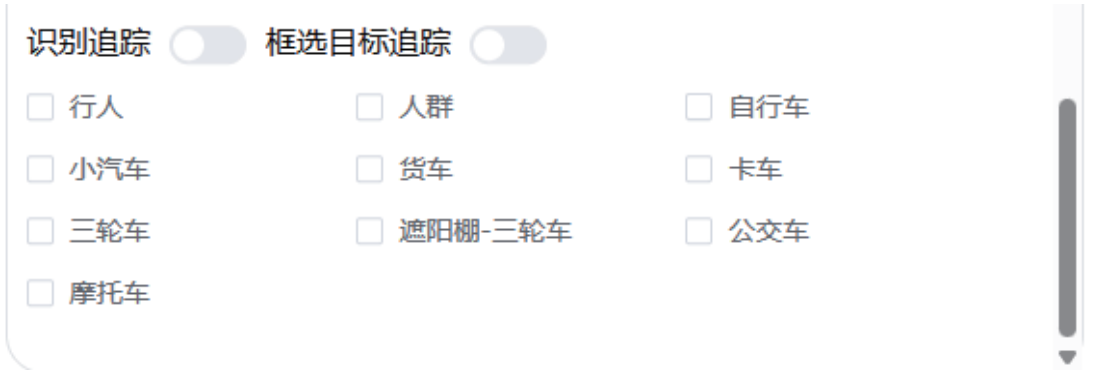 识别追踪 框选目标追踪
行人 人群 自行车
小汽车 货车 卡车
三轮车 遮阳棚-三轮车 公交车
摩托车